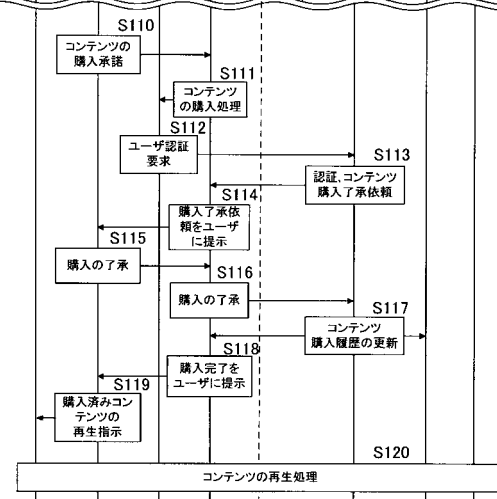 S110
コンテンツの
購入承諾
S111
コンテンツ
の購入処理
S112
ユーザ認証
要求
S113
認証、コンテンツ
購入了承依頼
S114
購入了承依
頼をユーザ
に提示
S115
購入の了承
S116
購入の了承
S117
コンテンツ
購入履歴の更新
S118
購入完了を
ユーザに提示
S119
購入済みコン
テンツの
再生指示
S120
コンテンツの再生処理